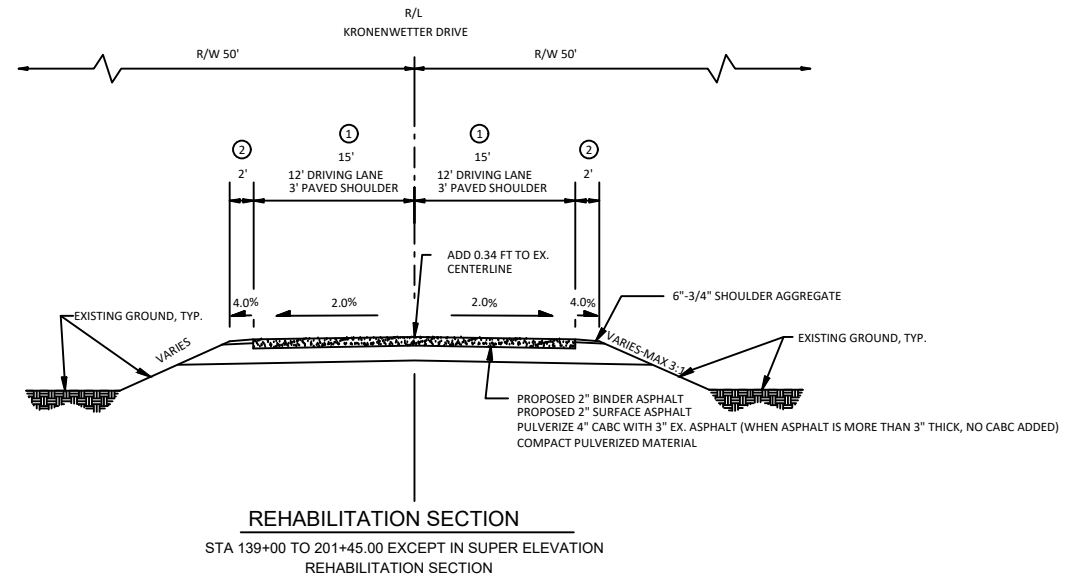 R/L
KRONENWETTER DRIVE
R/W 50'
R/W 50'
1
1
2
15'
15'
2
2'
12' DRIVING LANE
12' DRIVING LANE
2'
3' PAVED SHOULDER
3' PAVED SHOULDER
ADD 0.34 FT TO EX.
CENTERLINE
4.0%
2.0%
2.0%
4.0%
6"-3/4" SHOULDER AGGREGATE
EXISTING GROUND, TYP.
VARIES
VARIES-MAX 3:1
EXISTING GROUND, TYP.
PROPOSED 2" BINDER ASPHALT
PROPOSED 2" SURFACE ASPHALT
PULVERIZE 4" CABC WITH 3" EX. ASPHALT (WHEN ASPHALT IS MORE THAN 3" THICK, NO CABC ADDED)
COMPACT PULVERIZED MATERIAL
REHABILITATION SECTION
STA 139+00 TO 201+45.00 EXCEPT IN SUPER ELEVATION
REHABILITATION SECTION